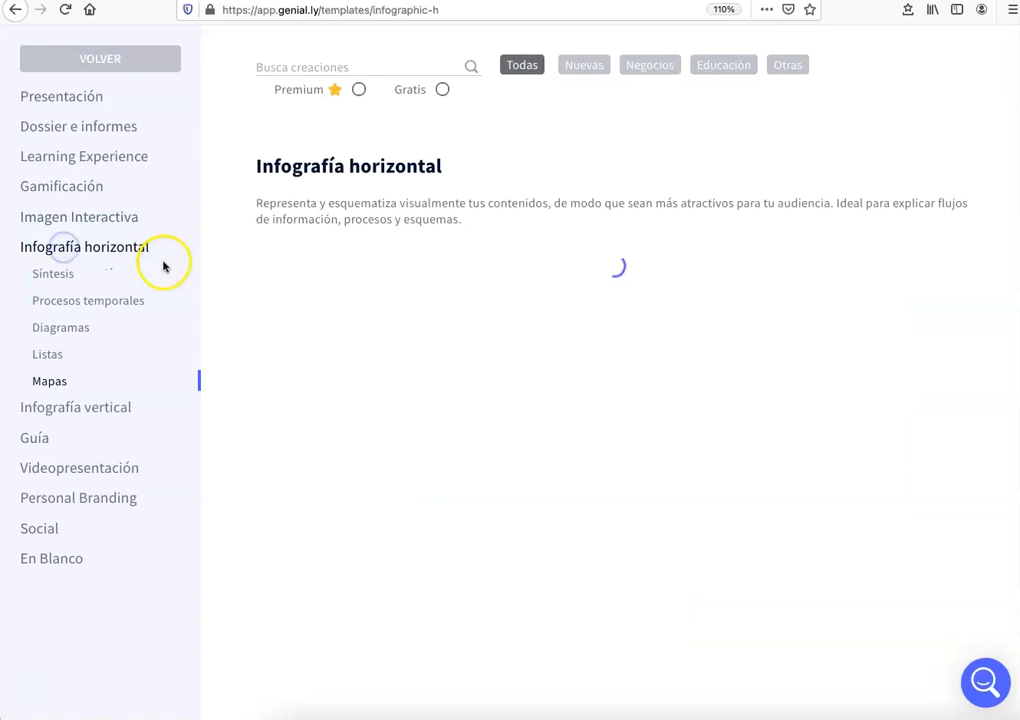 https://app.genial.ly/templates/infographic-h
110%
VOLVER
Presentación
Dossier e informes
Learning Experience
Gamificación
Imagen Interactiva
Infografía horizontal
Síntesis
Procesos temporales
Diagramas
Listas
Mapas
Infografía vertical
Guía
Videopresentación
Personal Branding
Social
En Blanco
Busca creaciones
Todas
Nuevas
Negocios
Educación
Otras
Premium
Gratis
Infografía horizontal
Representa y esquematiza visualmente tus contenidos, de modo que sean más atractivos para tu audiencia. Ideal para explicar flujos
de información, procesos y esquemas.